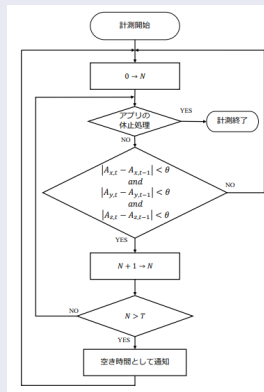 計測開始
0 → N
アプリの
休止処理
YES
計測終了
NO
|A_{x,t} − A_{x,t−1}| < θ
and
|A_{y,t} − A_{y,t−1}| < θ
and
|A_{z,t} − A_{z,t−1}| < θ
NO
YES
N + 1 → N
NO
N > T
YES
空き時間として通知